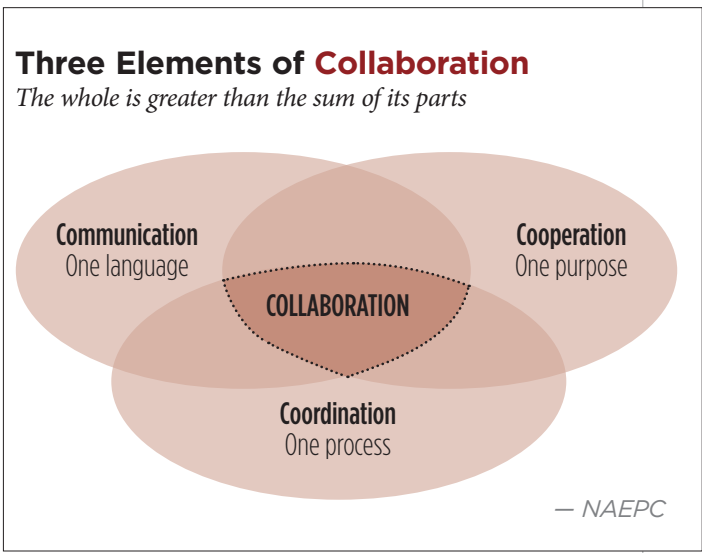 Three Elements of Collaboration
The whole is greater than the sum of its parts
Communication
One language
Cooperation
One purpose
COLLABORATION
Coordination
One process
— NAEPC